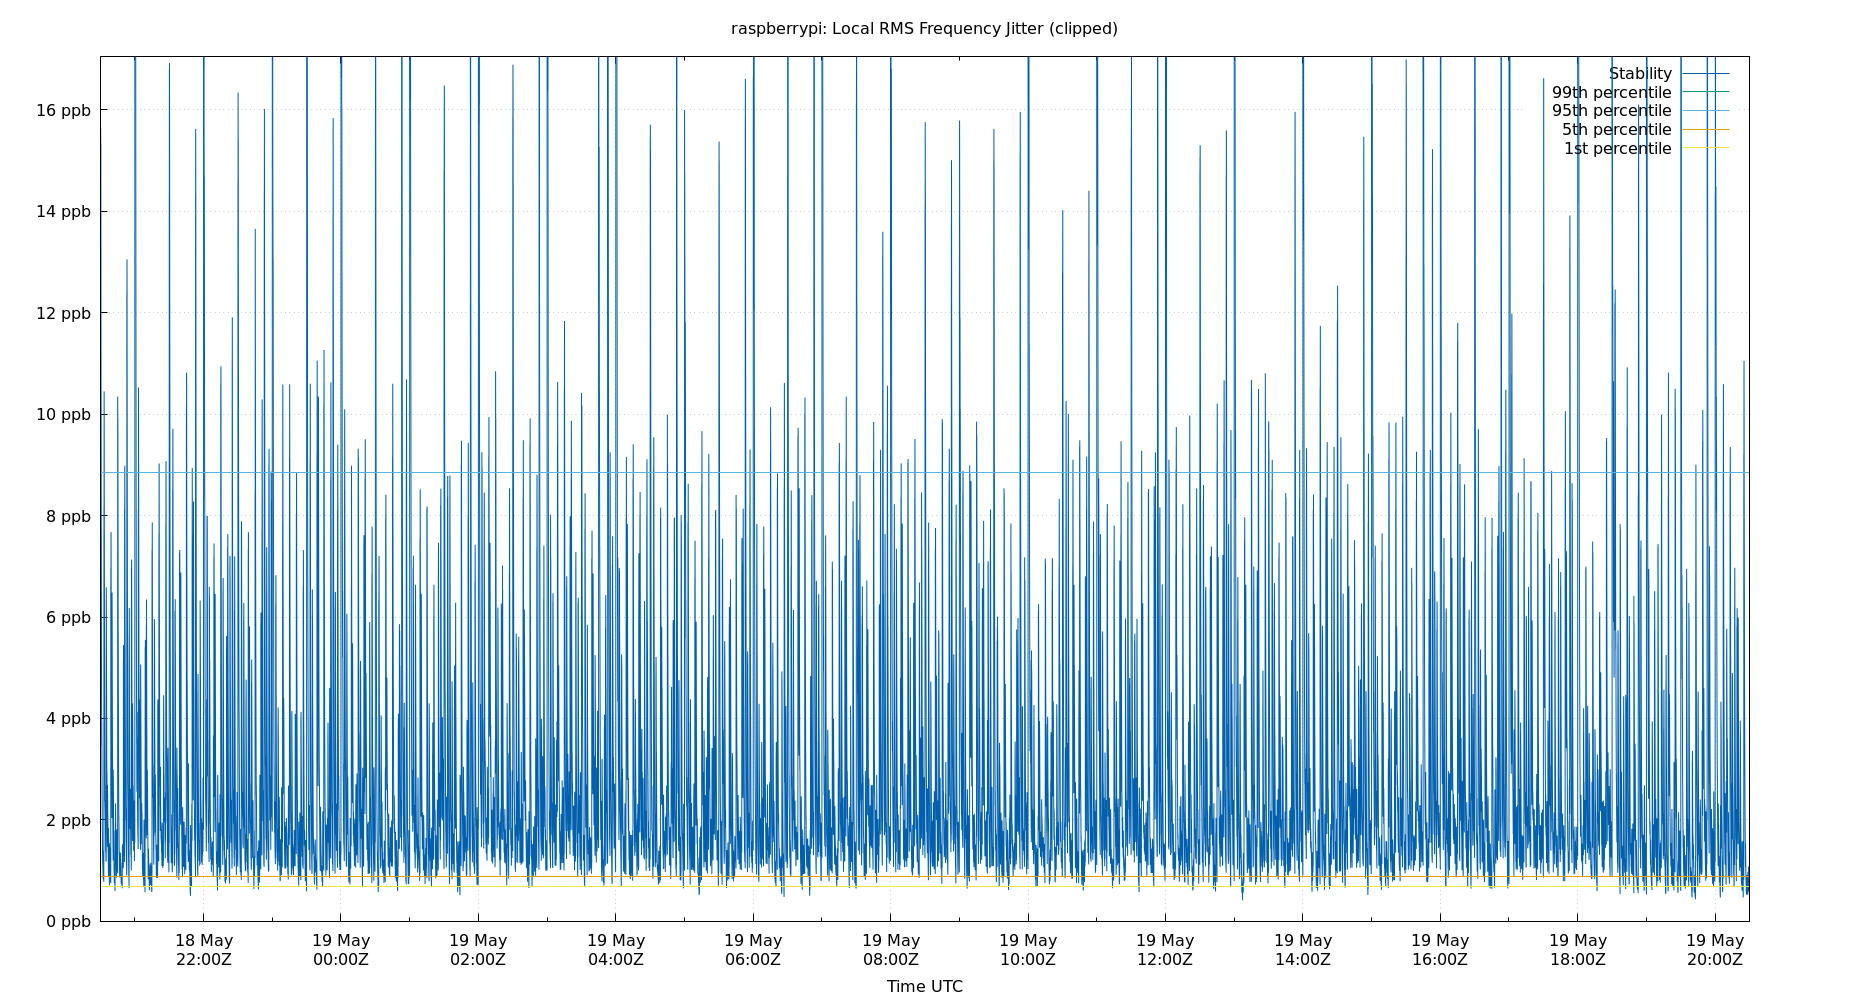 raspberrypi: Local RMS Frequency Jitter (clipped)
Stability
99th percentile
95th percentile
5th percentile
1st percentile
16 ppb
14 ppb
12 ppb
10 ppb
8 ppb
6 ppb
4 ppb
2 ppb
0 ppb
18 May 19 May 19 May 19 May 19 May 19 May 19 May 19 May 19 May 19 May 19 May 19 May
22:00Z 00:00Z 02:00Z 04:00Z 06:00Z 08:00Z 10:00Z 12:00Z 14:00Z 16:00Z 18:00Z 20:00Z
Time UTC